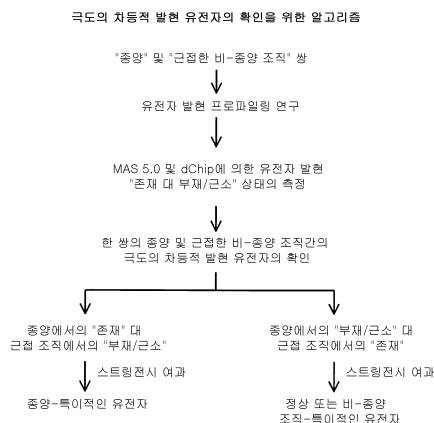 극도의 차등적 발현 유전자의 확인을 위한 알고리즘
"종양" 및 "근접한 비-종양 조직" 쌍
유전자 발현 프로파일링 연구
MAS 5.0 및 dChip에 의한 유전자 발현
"존재 대 부재/근소" 상태의 측정
한 쌍의 종양 및 근접한 비-종양 조직간의
극도의 차등적 발현 유전자의 확인
종양에서의 "존재" 대
근접 조직에서의 "부재/근소"
스트링전시 여과
종양-특이적인 유전자
종양에서의 "부재/근소" 대
근접 조직에서의 "존재"
스트링전시 여과
정상 또는 비-종양
조직-특이적인 유전자